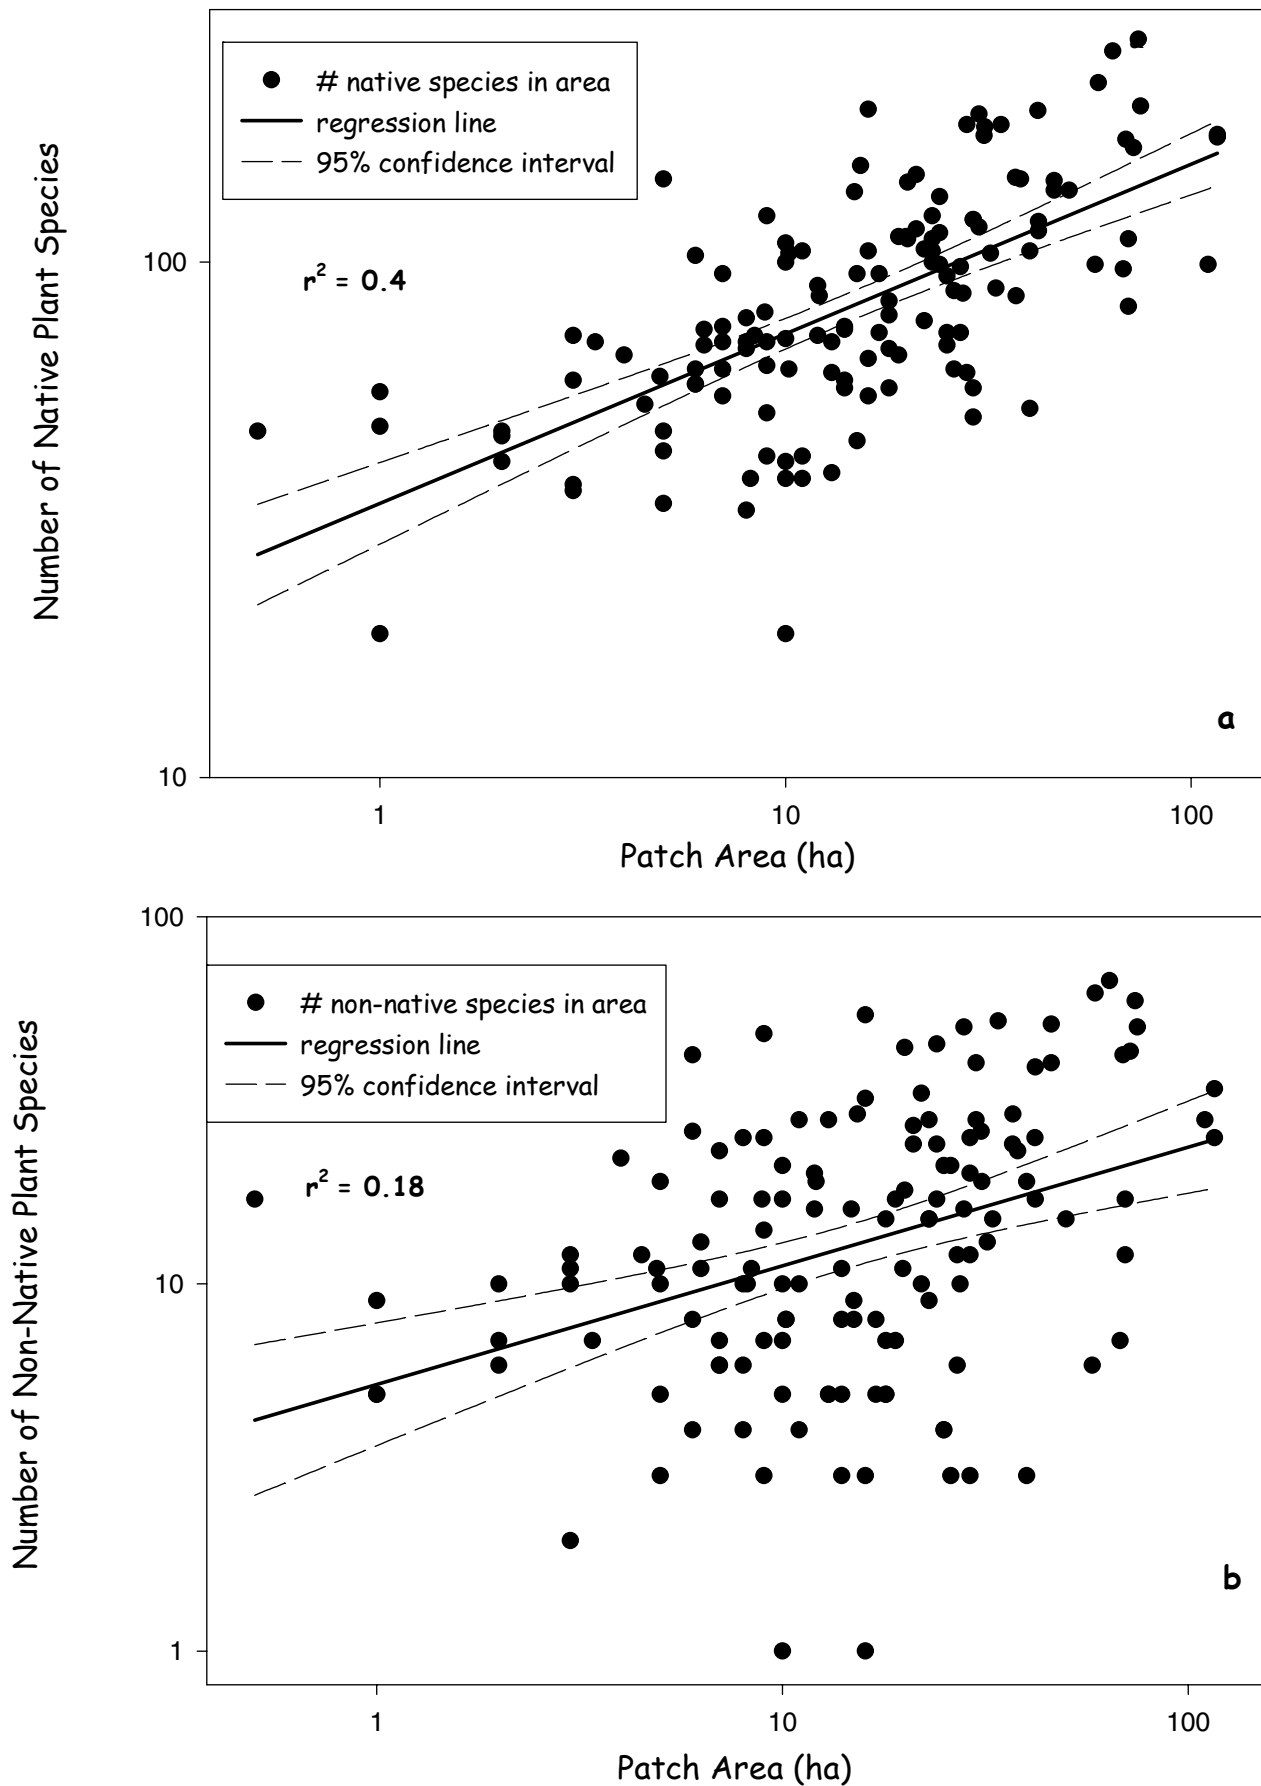 # native species in area
regression line
95% confidence interval
r² = 0.4
Number of Native Plant Species
100
10
a
1 10 100
Patch Area (ha)
100
# non-native species in area
regression line
95% confidence interval
r² = 0.18
Number of Non-Native Plant Species
10
1
b
1 10 100
Patch Area (ha)